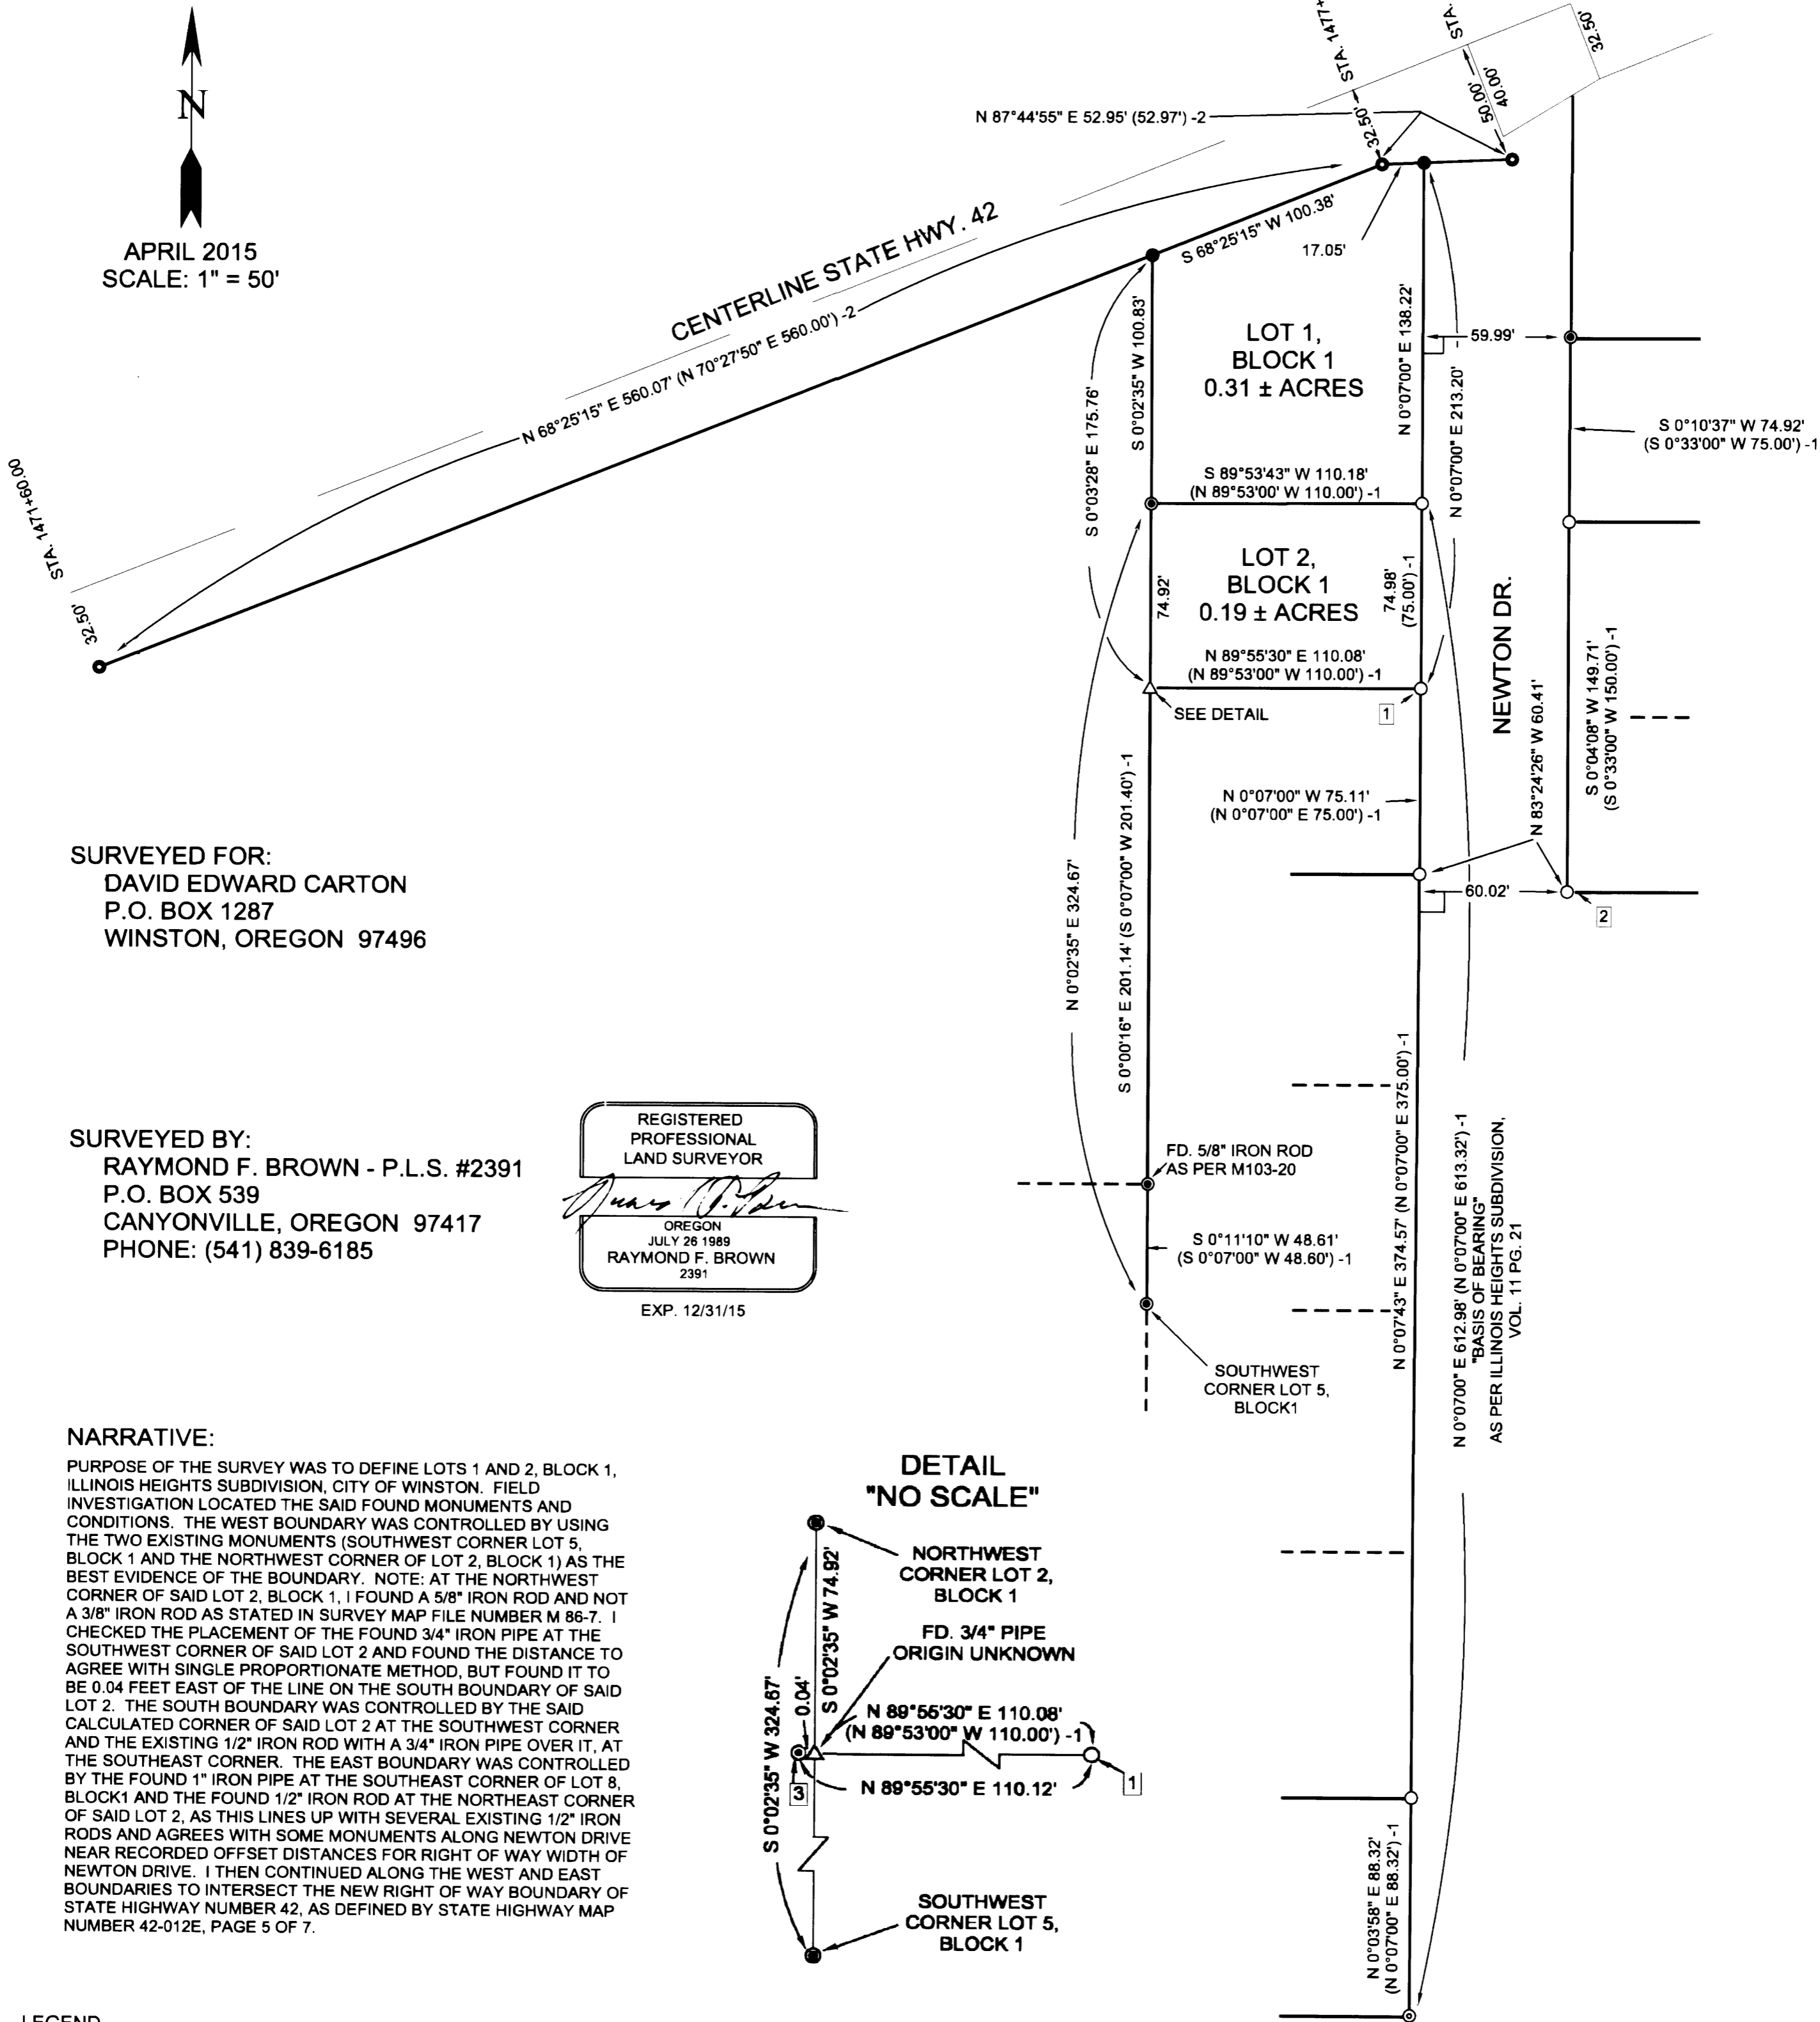 N
APRIL 2015
SCALE: 1" = 50'
STA. 1477+
STA.
32.50'
50.00'
40.00'
32.50'
N 87°44'55" E 52.95' (52.97') -2
CENTERLINE STATE HWY. 42
N 68°25'15" E 560.07' (N 70°27'50" E 560.00') -2
S 68°25'15" W 100.38'
17.05'
STA. 1471+60.00
32.50'
S 0°03'28" E 175.76'
S 0°02'35" W 100.83'
LOT 1,
BLOCK 1
0.31 ± ACRES
N 0°07'00" E 138.22'
N 0°07'00" E 213.20'
59.99'
S 0°10'37" W 74.92'
(S 0°33'00" W 75.00') -1
S 89°53'43" W 110.18'
(N 89°53'00' W 110.00') -1
74.92'
LOT 2,
BLOCK 1
0.19 ± ACRES
74.98'
(75.00') -1
N 89°55'30" E 110.08'
(N 89°53'00" W 110.00') -1
SEE DETAIL
1
NEWTON DR.
S 0°04'08" W 149.71'
(S 0°33'00" W 150.00') -1
N 83°24'26" W 60.41'
N 0°07'00" W 75.11'
(N 0°07'00" E 75.00') -1
60.02'
2
N 0°02'35" E 324.67'
S 0°00'16" E 201.14' (S 0°07'00" W 201.40') -1
FD. 5/8" IRON ROD
AS PER M103-20
S 0°11'10" W 48.61'
(S 0°07'00" W 48.60') -1
SOUTHWEST
CORNER LOT 5,
BLOCK1
N 0°07'43" E 374.57' (N 0°07'00" E 375.00') -1
N 0°0700" E 612.98' (N 0°07'00" E 613.32') -1
"BASIS OF BEARING"
AS PER ILLINOIS HEIGHTS SUBDIVISION,
VOL. 11 PG. 21
N 0°03'58" E 88.32'
(N 0°07'00" E 88.32') -1
SURVEYED FOR:
DAVID EDWARD CARTON
P.O. BOX 1287
WINSTON, OREGON 97496
SURVEYED BY:
RAYMOND F. BROWN - P.L.S. #2391
P.O. BOX 539
CANYONVILLE, OREGON 97417
PHONE: (541) 839-6185
REGISTERED
PROFESSIONAL
LAND SURVEYOR
OREGON
JULY 26 1989
RAYMOND F. BROWN
2391
EXP. 12/31/15
NARRATIVE:
PURPOSE OF THE SURVEY WAS TO DEFINE LOTS 1 AND 2, BLOCK 1,
ILLINOIS HEIGHTS SUBDIVISION, CITY OF WINSTON. FIELD
INVESTIGATION LOCATED THE SAID FOUND MONUMENTS AND
CONDITIONS. THE WEST BOUNDARY WAS CONTROLLED BY USING
THE TWO EXISTING MONUMENTS (SOUTHWEST CORNER LOT 5,
BLOCK 1 AND THE NORTHWEST CORNER OF LOT 2, BLOCK 1) AS THE
BEST EVIDENCE OF THE BOUNDARY. NOTE: AT THE NORTHWEST
CORNER OF SAID LOT 2, BLOCK 1, I FOUND A 5/8" IRON ROD AND NOT
A 3/8" IRON ROD AS STATED IN SURVEY MAP FILE NUMBER M 86-7. I
CHECKED THE PLACEMENT OF THE FOUND 3/4" IRON PIPE AT THE
SOUTHWEST CORNER OF SAID LOT 2 AND FOUND THE DISTANCE TO
AGREE WITH SINGLE PROPORTIONATE METHOD, BUT FOUND IT TO
BE 0.04 FEET EAST OF THE LINE ON THE SOUTH BOUNDARY OF SAID
LOT 2. THE SOUTH BOUNDARY WAS CONTROLLED BY THE SAID
CALCULATED CORNER OF SAID LOT 2 AT THE SOUTHWEST CORNER
AND THE EXISTING 1/2" IRON ROD WITH A 3/4" IRON PIPE OVER IT, AT
THE SOUTHEAST CORNER. THE EAST BOUNDARY WAS CONTROLLED
BY THE FOUND 1" IRON PIPE AT THE SOUTHEAST CORNER OF LOT 8,
BLOCK1 AND THE FOUND 1/2" IRON ROD AT THE NORTHEAST CORNER
OF SAID LOT 2, AS THIS LINES UP WITH SEVERAL EXISTING 1/2" IRON
RODS AND AGREES WITH SOME MONUMENTS ALONG NEWTON DRIVE
NEAR RECORDED OFFSET DISTANCES FOR RIGHT OF WAY WIDTH OF
NEWTON DRIVE. I THEN CONTINUED ALONG THE WEST AND EAST
BOUNDARIES TO INTERSECT THE NEW RIGHT OF WAY BOUNDARY OF
STATE HIGHWAY NUMBER 42, AS DEFINED BY STATE HIGHWAY MAP
NUMBER 42-012E, PAGE 5 OF 7.
DETAIL
"NO SCALE"
NORTHWEST
CORNER LOT 2,
BLOCK 1
S 0°02'35" W 74.92'
FD. 3/4" PIPE
ORIGIN UNKNOWN
S 0°02'35" W 324.67'
0.04'
N 89°55'30" E 110.08'
(N 89°53'00" W 110.00') -1
3
N 89°55'30" E 110.12'
1
SOUTHWEST
CORNER LOT 5,
BLOCK 1
LEGEND